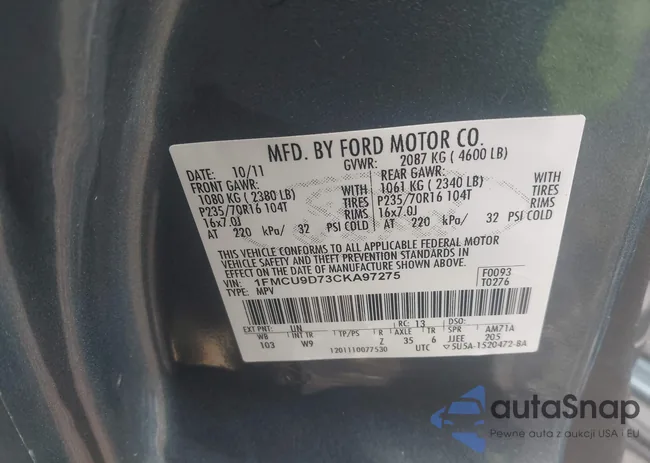 MFD. BY FORD MOTOR CO.
DATE: 10/11 GVWR: 2087 KG ( 4600 LB)
FRONT GAWR: REAR GAWR:
1080 KG ( 2380 LB) WITH 1061 KG ( 2340 LB) WITH
P235/70R16 104T TIRES P235/70R16 104T TIRES
16x7.0J RIMS 16x7.0J RIMS
AT 220 kPa/ 32 PSI COLD AT 220 kPa/ 32 PSI COLD
THIS VEHICLE CONFORMS TO ALL APPLICABLE FEDERAL MOTOR
VEHICLE SAFETY AND THEFT PREVENTION STANDARDS IN
EFFECT ON THE DATE OF MANUFACTURE SHOWN ABOVE.
VIN: 1FMCU9D73CKA97275 F0093
TYPE: MPV T0276
EXT PNT: UN RC: 13 DSO:
WB INT TR TP/PS R AXLE TR SPR AM71A
103 W9 Z 35 6 JJEE 205
1201110077530 UTC SU5A-1520472-BA
autaSnap
Pewne auta z aukcji USA i EU